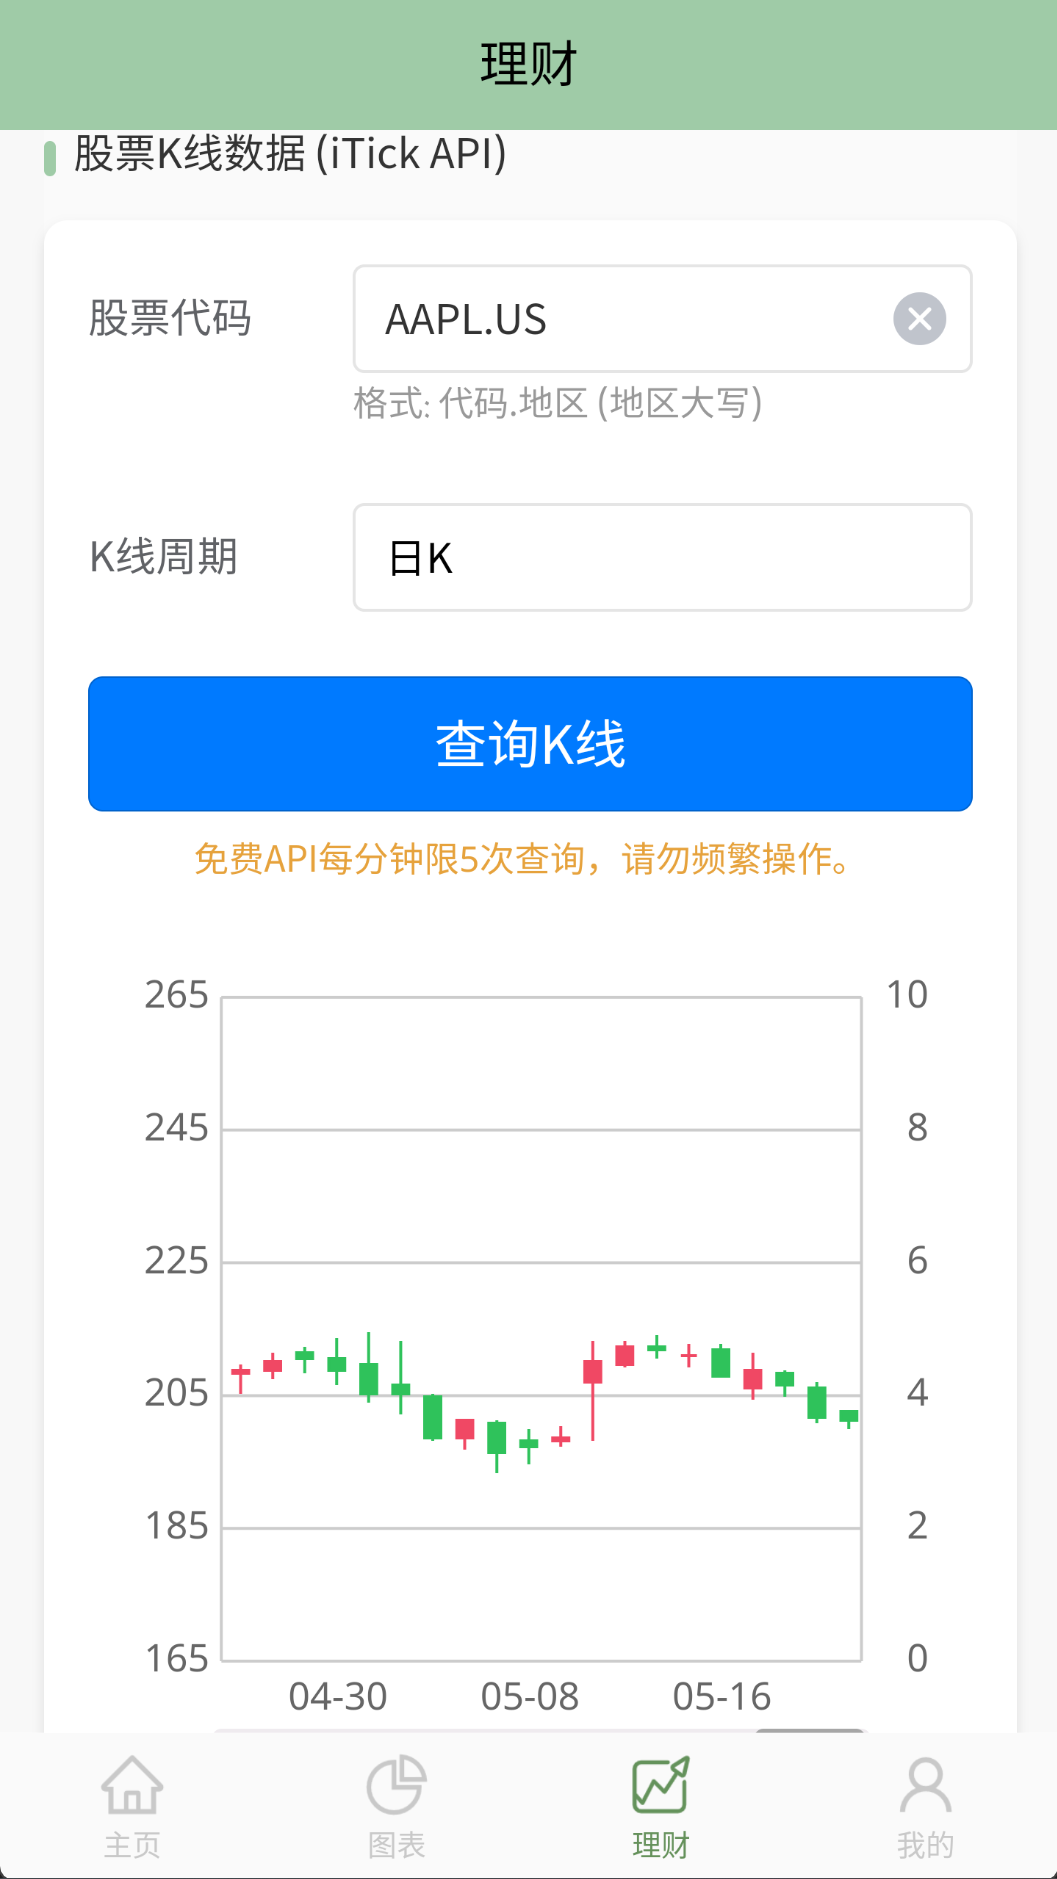 理财
股票K线数据 (iTick API)
股票代码
AAPL.US
格式: 代码.地区 (地区大写)
K线周期
日K
查询K线
免费API每分钟限5次查询，请勿频繁操作。
265 10
245 8
225 6
205 4
185 2
165 0
04-30 05-08 05-16
主页 图表 理财 我的